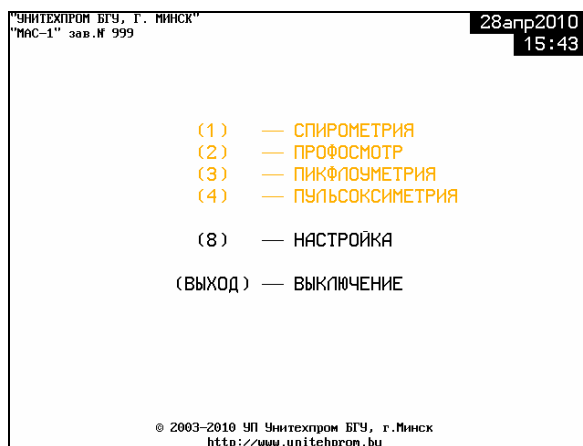 "УНИТЕХПРОМ БГУ, Г. МИНСК"
"МАС-1" зав.№ 999
28апр2010
15:43
(1) — СПИРОМЕТРИЯ
(2) — ПРОФОСМОТР
(3) — ПИКФЛОУМЕТРИЯ
(4) — ПУЛЬСОКСИМЕТРИЯ
(8) — НАСТРОЙКА
(ВЫХОД) — ВЫКЛЮЧЕНИЕ
© 2003-2010 УП Унитехпром БГУ, г.Минск
http://www.unitehprom.by